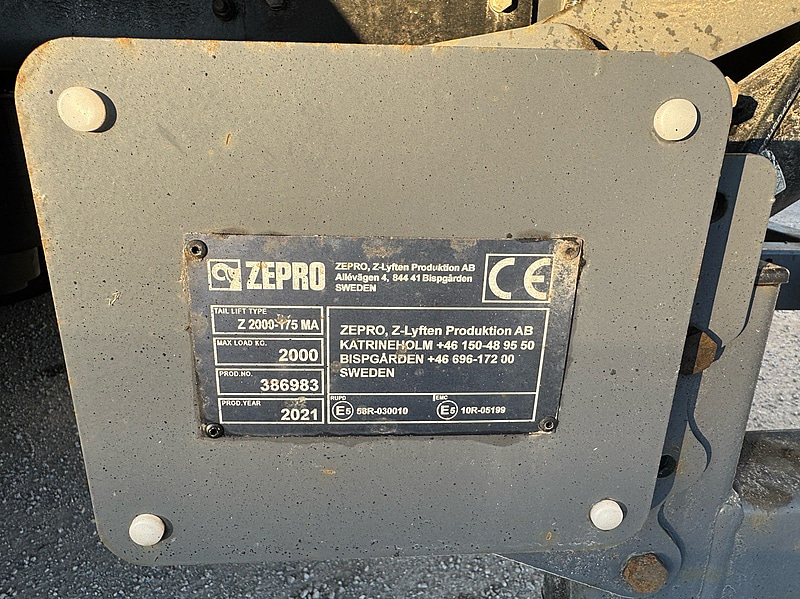 ZEPRO
ZEPRO, Z-Lyften Produktion AB
Allévägen 4, 844 41 Bispgården
SWEDEN
CE
TAIL LIFT TYPE
Z 2000-175 MA
MAX LOAD KG.
2000
PROD.NO.
386983
PROD.YEAR
2021
ZEPRO, Z-Lyften Produktion AB
KATRINEHOLM +46 150-48 95 50
BISPGÅRDEN +46 696-172 00
SWEDEN
RUPD
E5 58R-030010
EMC
E5 10R-05199